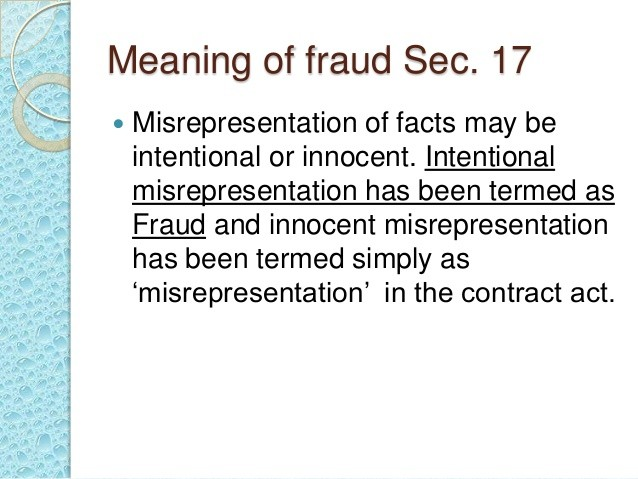 Meaning of fraud Sec. 17
• Misrepresentation of facts may be
intentional or innocent. Intentional
misrepresentation has been termed as
Fraud and innocent misrepresentation
has been termed simply as
‘misrepresentation’  in the contract act.